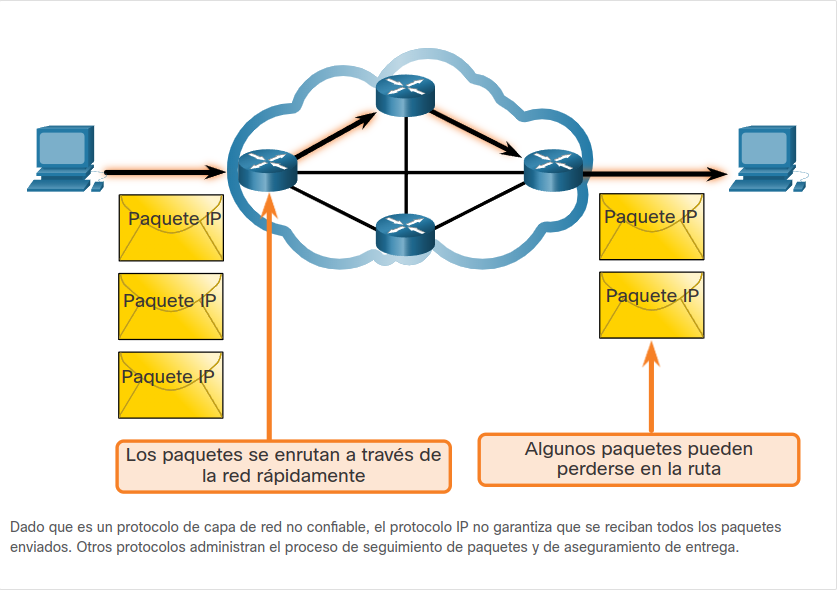 Paquete IP
Paquete IP
Paquete IP
Paquete IP
Paquete IP
Los paquetes se enrutan a través de
la red rápidamente
Algunos paquetes pueden
perderse en la ruta
Dado que es un protocolo de capa de red no confiable, el protocolo IP no garantiza que se reciban todos los paquetes
enviados. Otros protocolos administran el proceso de seguimiento de paquetes y de aseguramiento de entrega.